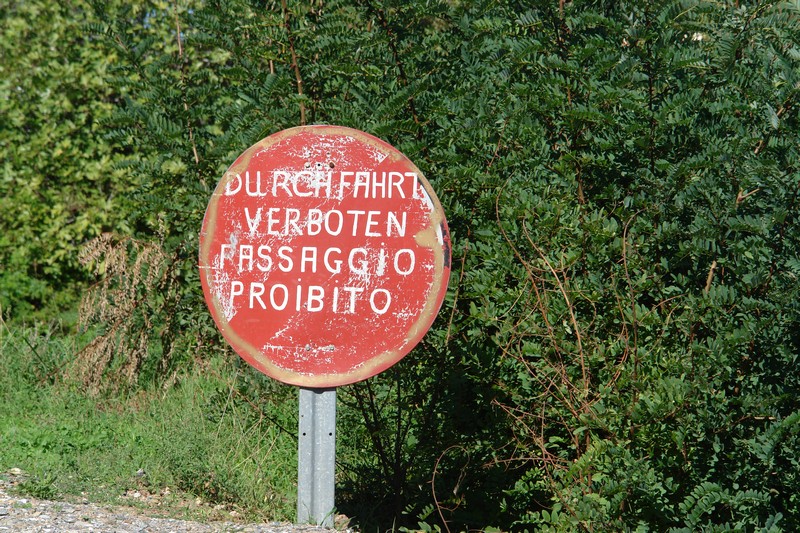 DURCHFAHRT
VERBOTEN
PASSAGGiO
PROiBITO